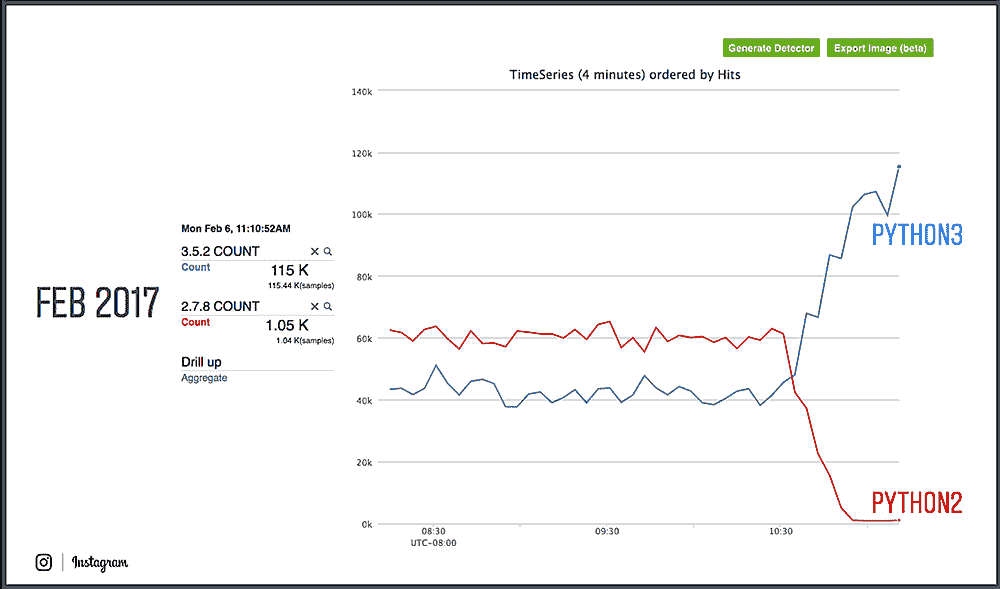 Generate Detector
Export Image (beta)
TimeSeries (4 minutes) ordered by Hits
140k
120k
100k
80k
60k
40k
20k
0k
08:30
UTC-08:00
09:30
10:30
PYTHON3
PYTHON2
FEB 2017
Mon Feb 6, 11:10:52AM
3.5.2 COUNT
Count
115 K
115.44 K(samples)
2.7.8 COUNT
Count
1.05 K
1.04 K(samples)
Drill up
Aggregate
Instagram